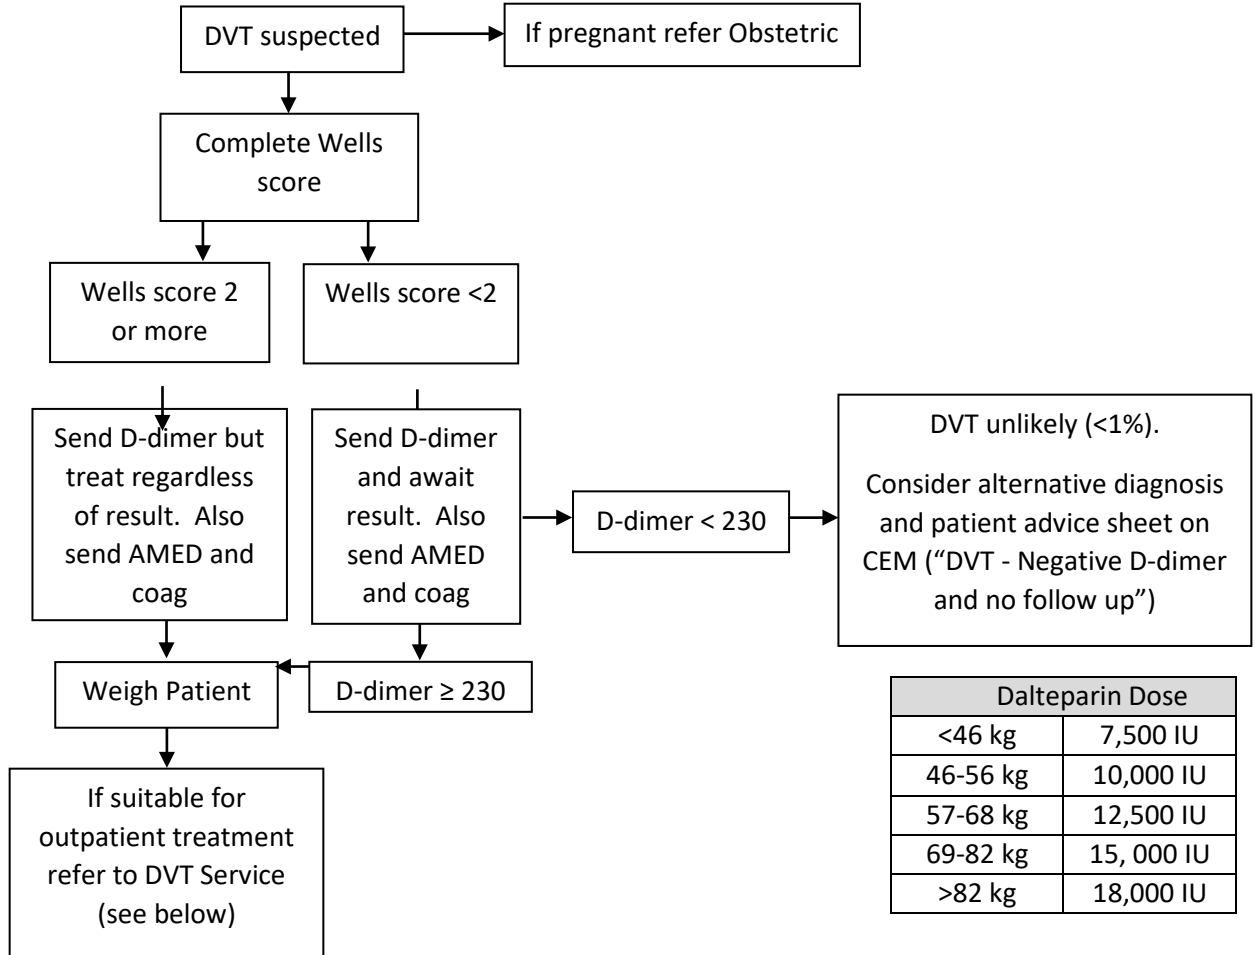 DVT suspected
If pregnant refer Obstetric
Complete Wells
score
Wells score 2
or more
Wells score <2
Send D-dimer but
treat regardless
of result.  Also
send AMED and
coag
Send D-dimer
and await
result.  Also
send AMED
and coag
D-dimer < 230
DVT unlikely (<1%).
Consider alternative diagnosis
and patient advice sheet on
CEM (“DVT - Negative D-dimer
and no follow up”)
Weigh Patient
D-dimer ≥ 230
If suitable for
outpatient treatment
refer to DVT Service
(see below)
Dalteparin Dose
<46 kg 7,500 IU
46-56 kg 10,000 IU
57-68 kg 12,500 IU
69-82 kg 15, 000 IU
>82 kg 18,000 IU